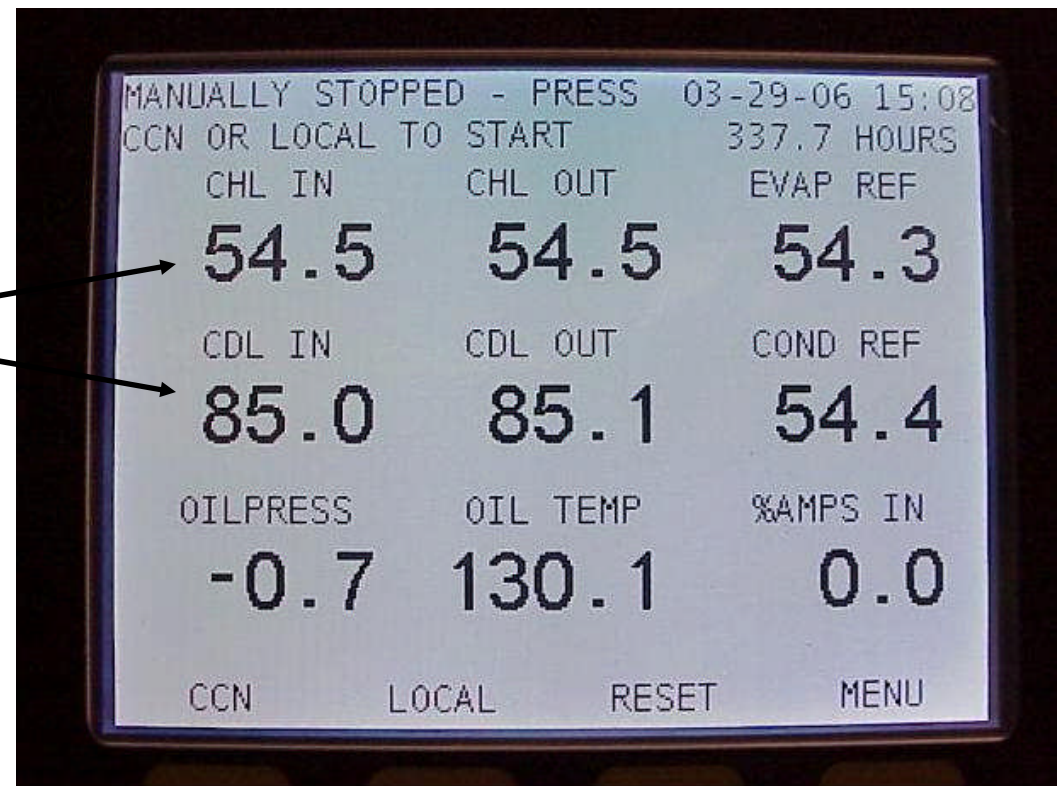 MANUALLY STOPPED - PRESS 03-29-06 15:08
CCN OR LOCAL TO START 337.7 HOURS
CHL IN CHL OUT EVAP REF
54.5 54.5 54.3
CDL IN CDL OUT COND REF
85.0 85.1 54.4
OILPRESS OIL TEMP %AMPS IN
-0.7 130.1 0.0
CCN LOCAL RESET MENU